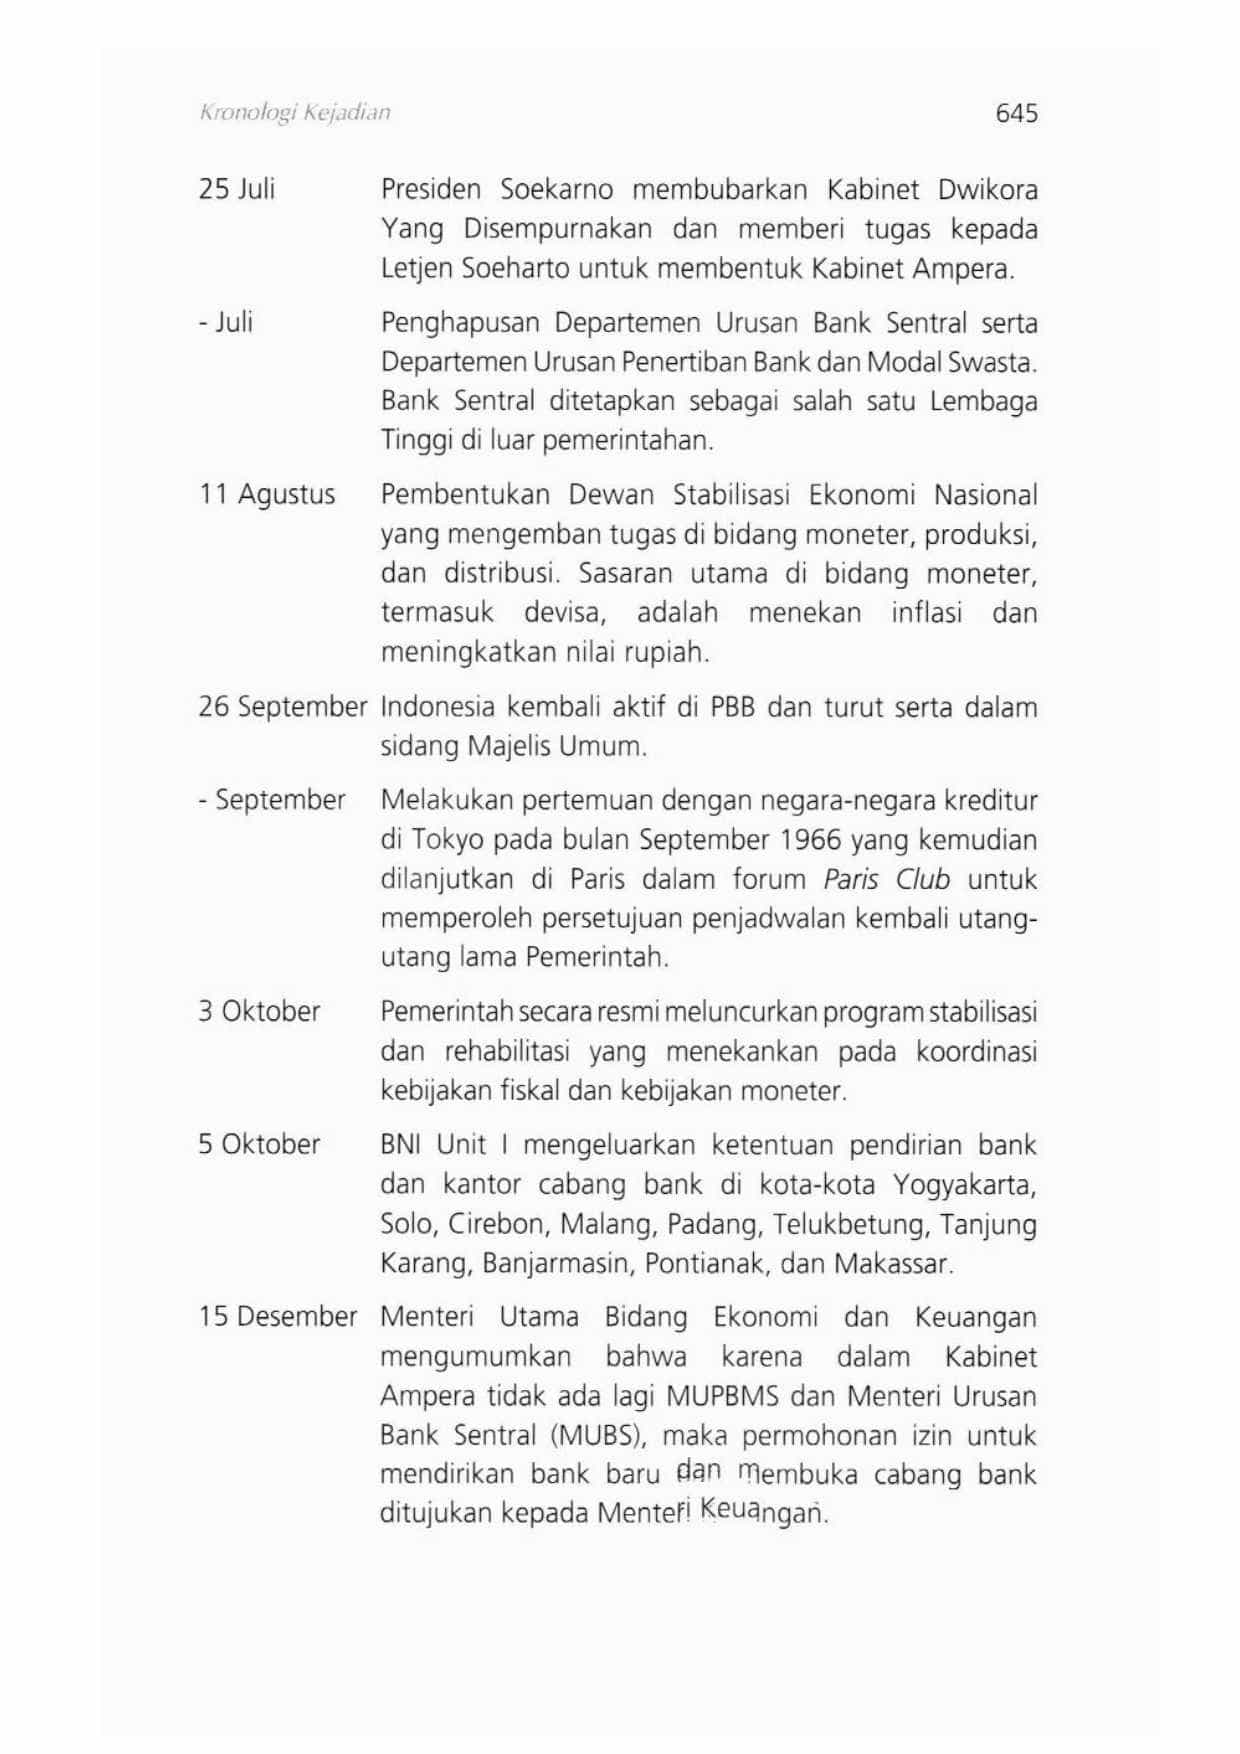 Kronologi Kejadian 645
25 Juli Presiden Soekarno membubarkan Kabinet Dwikora
Yang Disempurnakan dan memberi tugas kepada
Letjen Soeharto untuk membentuk Kabinet Ampera.
- Juli Penghapusan Departemen Urusan Bank Sentral serta
Departemen Urusan Penertiban Bank dan Modal Swasta.
Bank Sentral ditetapkan sebagai salah satu Lembaga
Tinggi di luar pemerintahan.
11 Agustus Pembentukan Dewan Stabilisasi Ekonomi Nasional
yang mengemban tugas di bidang moneter, produksi,
dan distribusi. Sasaran utama di bidang moneter,
termasuk devisa, adalah menekan inflasi dan
meningkatkan nilai rupiah.
26 September Indonesia kembali aktif di PBB dan turut serta dalam
sidang Majelis Umum.
- September Melakukan pertemuan dengan negara-negara kreditur
di Tokyo pada bulan September 1966 yang kemudian
dilanjutkan di Paris dalam forum Paris Club untuk
memperoleh persetujuan penjadwalan kembali utang-
utang lama Pemerintah.
3 Oktober Pemerintah secara resmi meluncurkan program stabilisasi
dan rehabilitasi yang menekankan pada koordinasi
kebijakan fiskal dan kebijakan moneter.
5 Oktober BNI Unit I mengeluarkan ketentuan pendirian bank
dan kantor cabang bank di kota-kota Yogyakarta,
Solo, Cirebon, Malang, Padang, Telukbetung, Tanjung
Karang, Banjarmasin, Pontianak, dan Makassar.
15 Desember Menteri Utama Bidang Ekonomi dan Keuangan
mengumumkan bahwa karena dalam Kabinet
Ampera tidak ada lagi MUPBMS dan Menteri Urusan
Bank Sentral (MUBS), maka permohonan izin untuk
mendirikan bank baru dan membuka cabang bank
ditujukan kepada Menteri Keuangan.